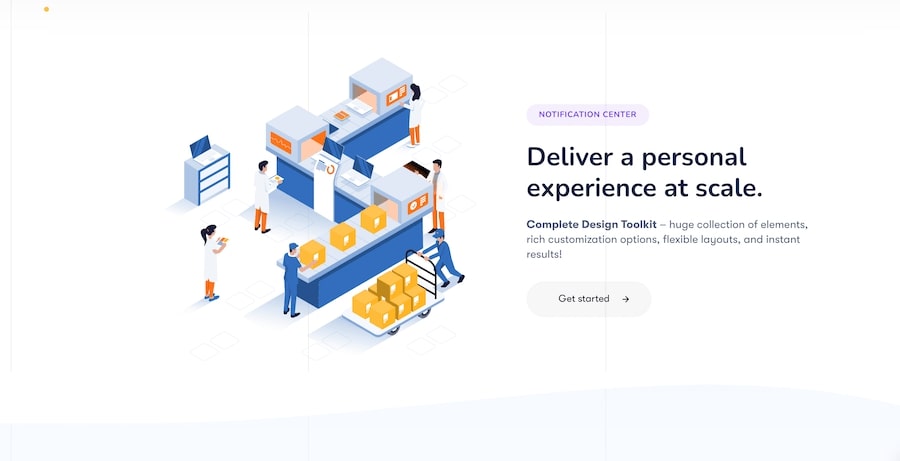 NOTIFICATION CENTER
Deliver a personal
experience at scale.
Complete Design Toolkit – huge collection of elements,
rich customization options, flexible layouts, and instant
results!
Get started →